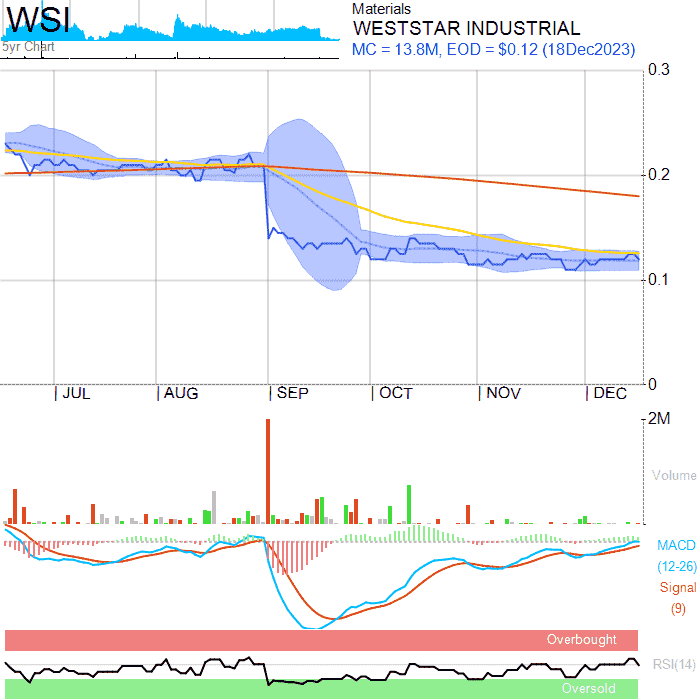 WSI
5yr Chart
Materials
WESTSTAR INDUSTRIAL
MC = 13.8M, EOD = $0.12 (18Dec2023)
0.3
0.2
0.1
0
JUL AUG SEP OCT NOV DEC
2M
Volume
MACD
(12-26)
Signal
(9)
Overbought
RSI(14)
Oversold